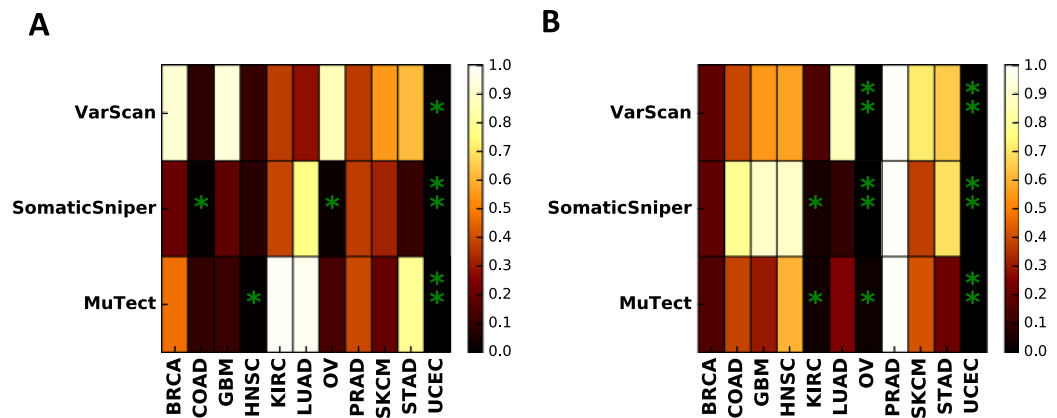 A
B
VarScan
SomaticSniper
MuTect
* * * * * * *
BRCA
COAD
GBM
HNSC
KIRC
LUAD
OV
PRAD
SKCM
STAD
UCEC
1.0
0.9
0.8
0.7
0.6
0.5
0.4
0.3
0.2
0.1
0.0
VarScan
SomaticSniper
MuTect
* * * * * * * * * * * *
BRCA
COAD
GBM
HNSC
KIRC
LUAD
OV
PRAD
SKCM
STAD
UCEC
1.0
0.9
0.8
0.7
0.6
0.5
0.4
0.3
0.2
0.1
0.0